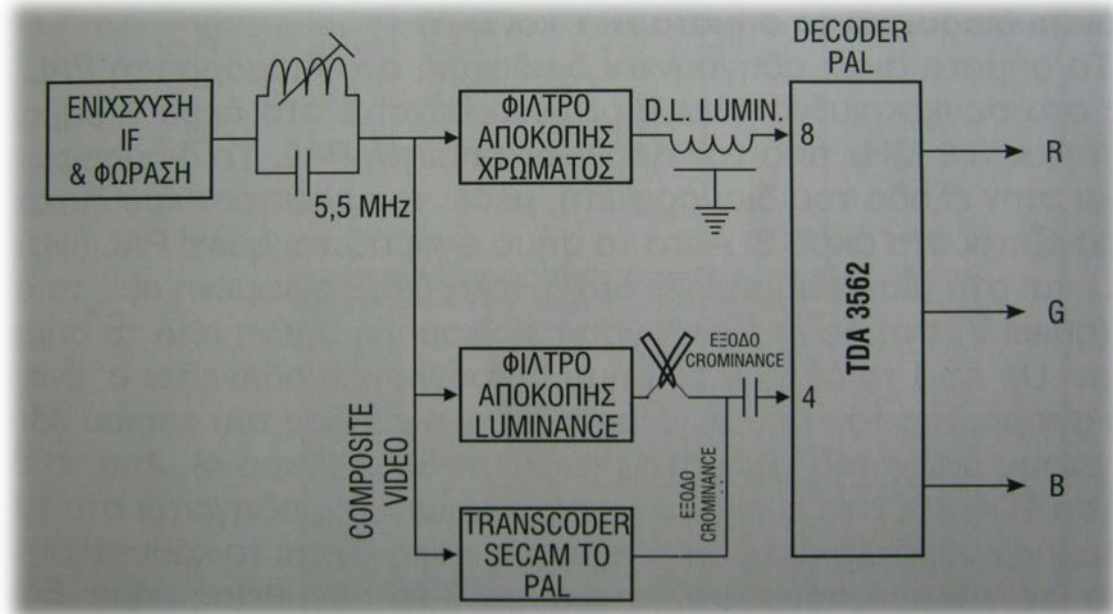 DECODER
PAL
ΕΝΙΧΣΧΥΣΗ
IF
& ΦΩΡΑΣΗ
5,5 MHz
ΦΙΛΤΡΟ
ΑΠΟΚΟΠΗΣ
ΧΡΩΜΑΤΟΣ
D.L. LUMIN.
8
R
TDA 3562
G
COMPOSITE
VIDEO
ΦΙΛΤΡΟ
ΑΠΟΚΟΠΗΣ
LUMINANCE
ΕΞΟΔΟ
CROMINANCE
4
ΕΞΟΔΟ
CROMINANCE
B
TRANSCODER
SECAM TO
PAL